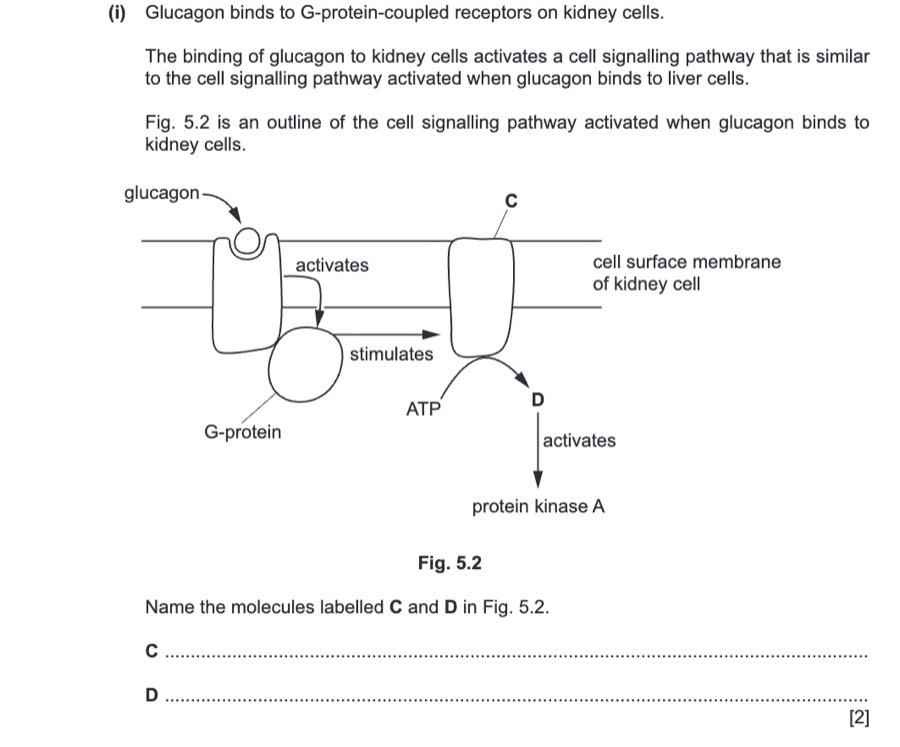 (i) Glucagon binds to G-protein-coupled receptors on kidney cells.
The binding of glucagon to kidney cells activates a cell signalling pathway that is similar
to the cell signalling pathway activated when glucagon binds to liver cells.
Fig. 5.2 is an outline of the cell signalling pathway activated when glucagon binds to
kidney cells.
glucagon
C
activates
cell surface membrane
of kidney cell
stimulates
ATP
D
G-protein
activates
protein kinase A
Fig. 5.2
Name the molecules labelled C and D in Fig. 5.2.
C ....................................................................................................
D ....................................................................................................
[2]